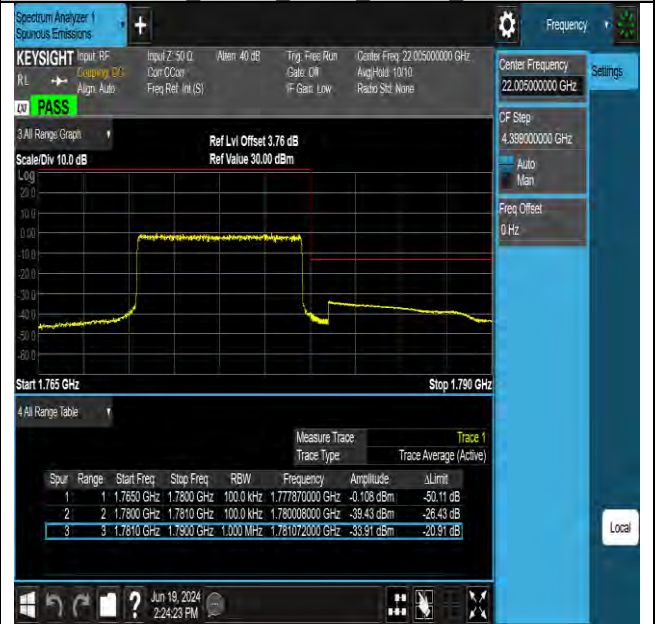 Spectrum Analyzer 1
Spurious Emissions
+
Frequency
KEYSIGHT Input: RF
Input Z: 50 Ω
Atten: 40 dB
Trig: Free Run
Center Freq: 22.005000000 GHz
RL
Coupling: DC
Corr CCorr
Gate: Off
Avg|Hold: 10/10
Align: Auto
Freq Ref: Int (S)
IF Gain: Low
Radio Std: None
PASS
Center Frequency
22.005000000 GHz
Settings
CF Step
4.399000000 GHz
Auto
Man
Freq Offset
0 Hz
3 All Range Graph
Ref Lvl Offset 3.76 dB
Scale/Div 10.0 dB
Ref Value 30.00 dBm
Log
20.0
10.0
0.00
-10.0
-20.0
-30.0
-40.0
-50.0
-60.0
Start 1.765 GHz
Stop 1.790 GHz
4 All Range Table
Measure Trace Trace 1
Trace Type Trace Average (Active)
Spur Range Start Freq Stop Freq RBW Frequency Amplitude ΔLimit
1 1 1.7650 GHz 1.7800 GHz 100.0 kHz 1.777870000 GHz -0.108 dBm -50.11 dB
2 2 1.7800 GHz 1.7810 GHz 100.0 kHz 1.780008000 GHz -39.43 dBm -26.43 dB
3 3 1.7810 GHz 1.7900 GHz 1.000 MHz 1.781072000 GHz -33.91 dBm -20.91 dB
Local
?
Jun 19, 2024
2:24:23 PM